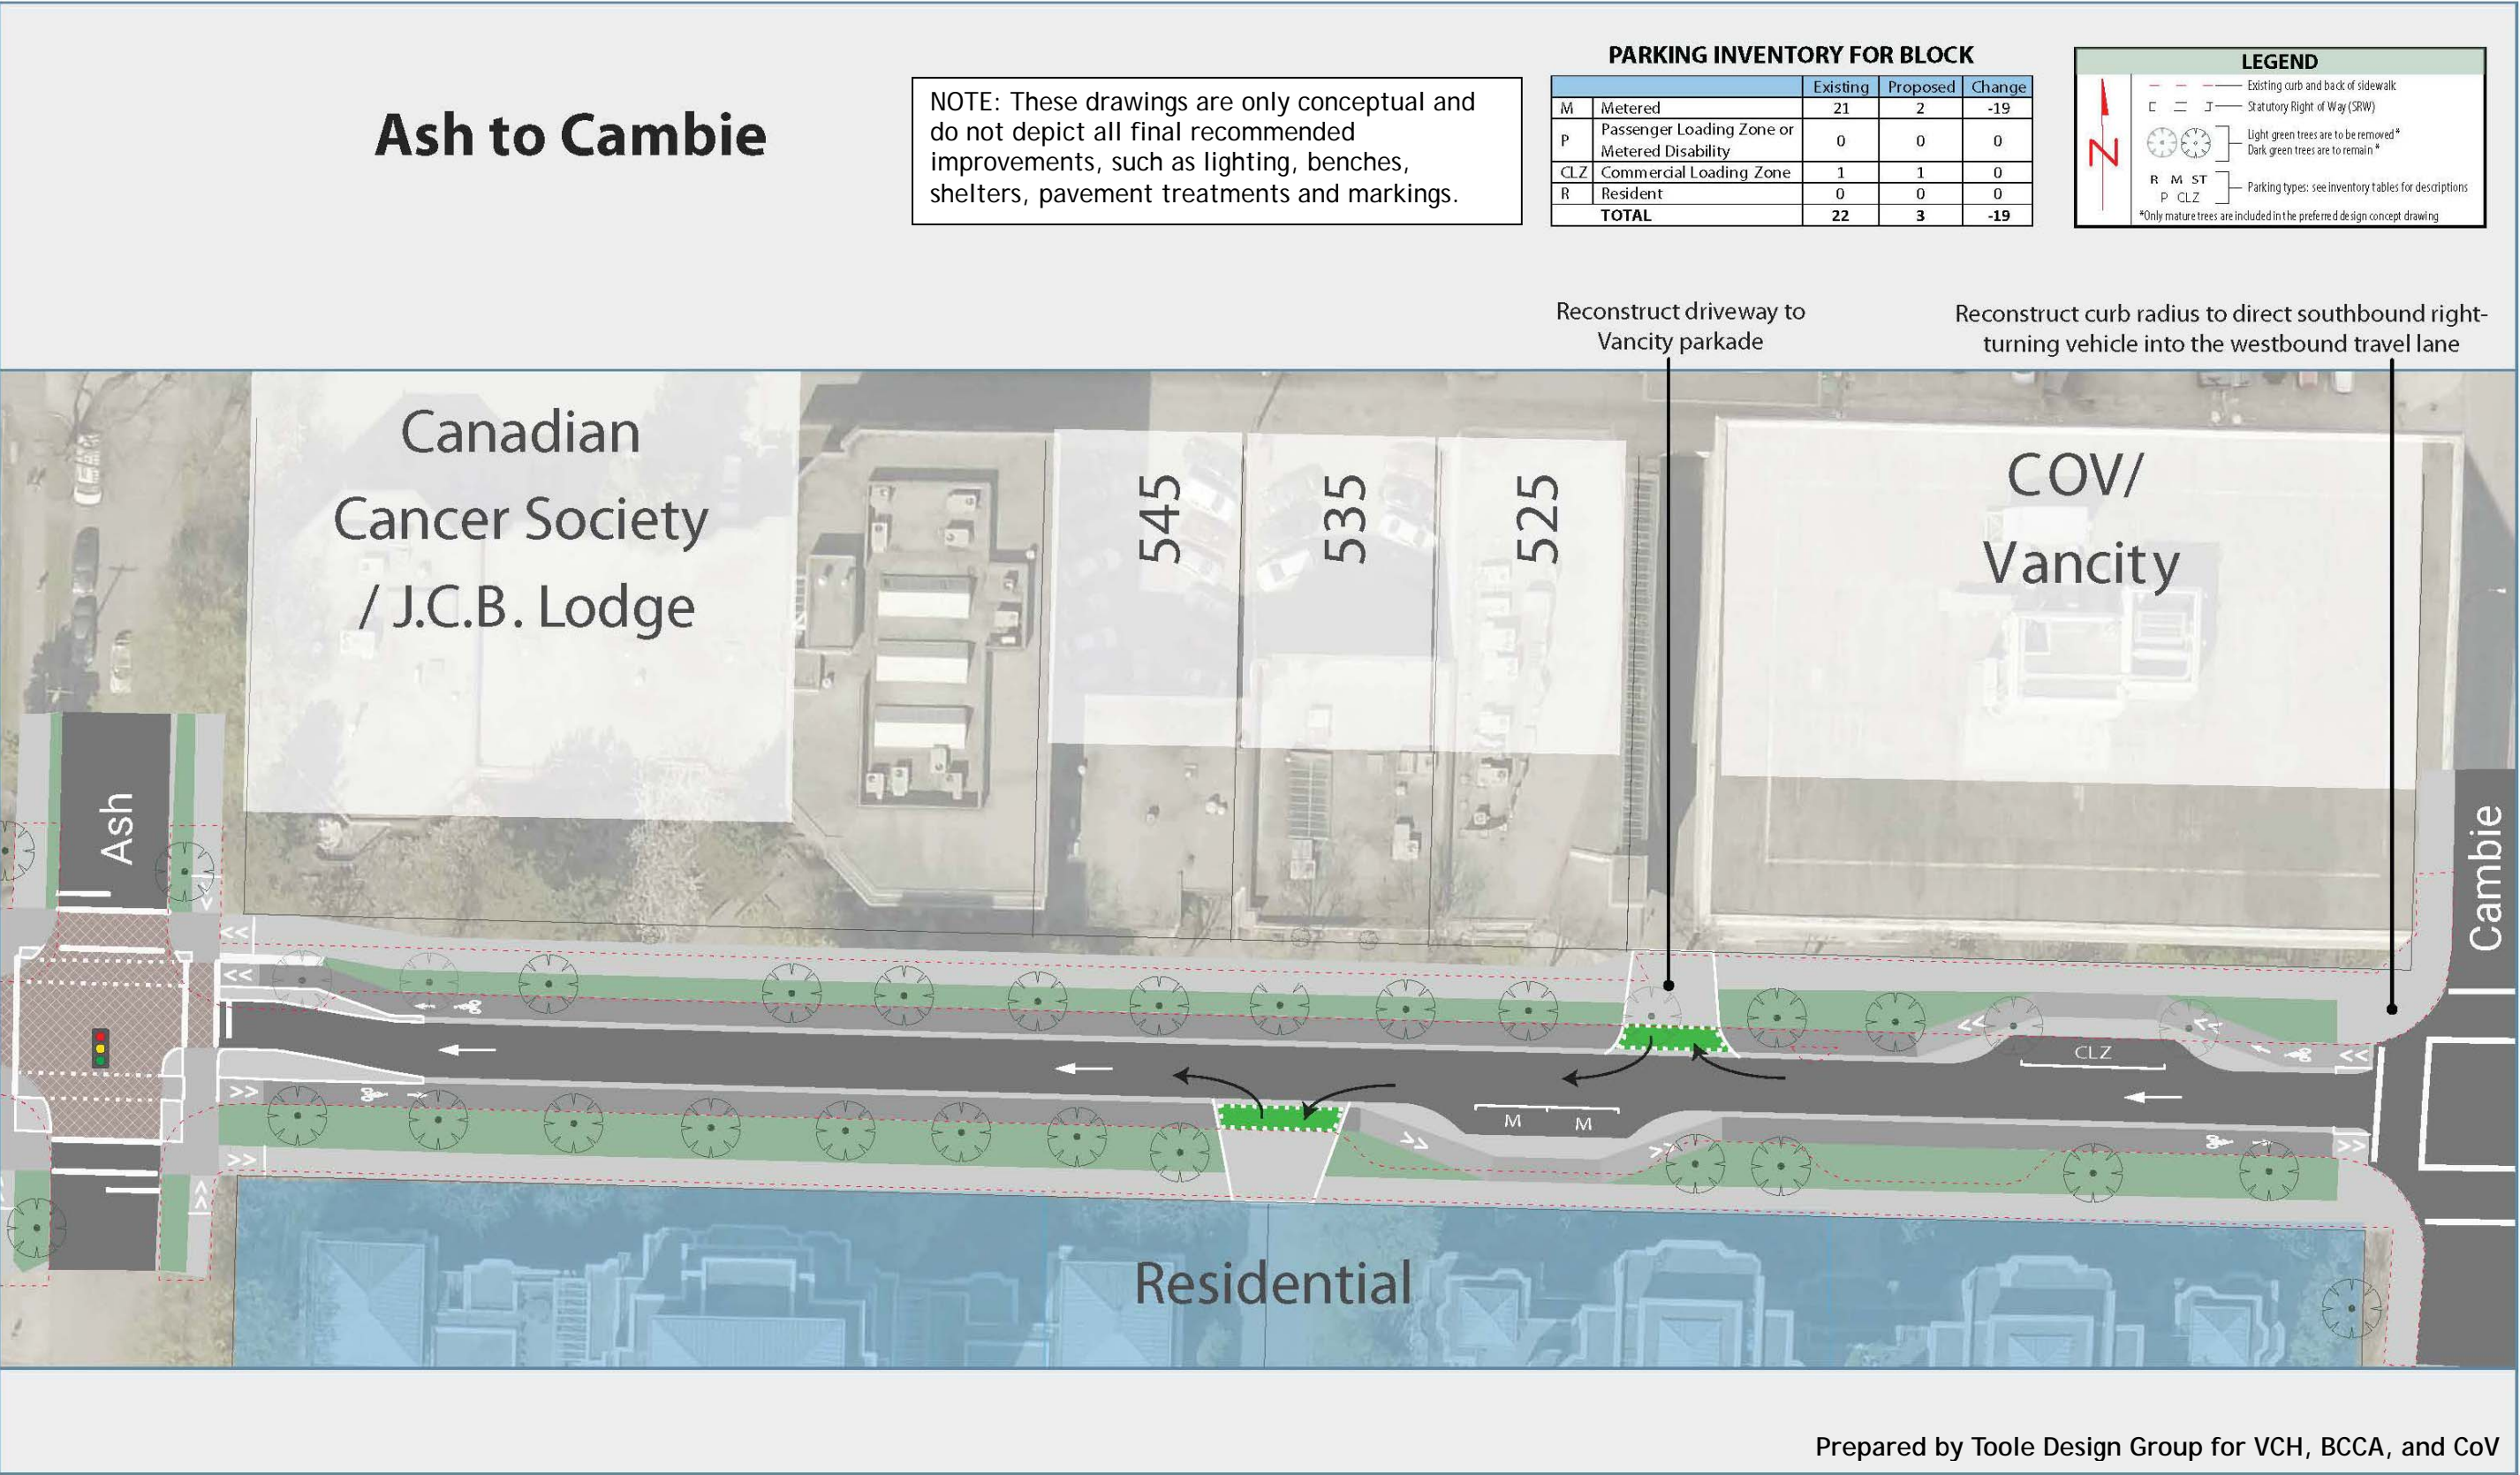 Ash to Cambie
NOTE: These drawings are only conceptual and
do not depict all final recommended
improvements, such as lighting, benches,
shelters, pavement treatments and markings.
PARKING INVENTORY FOR BLOCK
Existing Proposed Change
M Metered 21 2 -19
P Passenger Loading Zone or
Metered Disability 0 0 0
CLZ Commercial Loading Zone 1 1 0
R Resident 0 0 0
TOTAL 22 3 -19
LEGEND
N
Existing curb and back of sidewalk
Statutory Right of Way (SRW)
Light green trees are to be removed*
Dark green trees are to remain*
R M ST
P CLZ
Parking types: see inventory tables for descriptions
*Only mature trees are included in the preferred design concept drawing
Reconstruct driveway to
Vancity parkade
Reconstruct curb radius to direct southbound right-
turning vehicle into the westbound travel lane
Canadian
Cancer Society
/ J.C.B. Lodge
545
535
525
COV/
Vancity
Ash
Cambie
CLZ
M M
Residential
Prepared by Toole Design Group for VCH, BCCA, and CoV